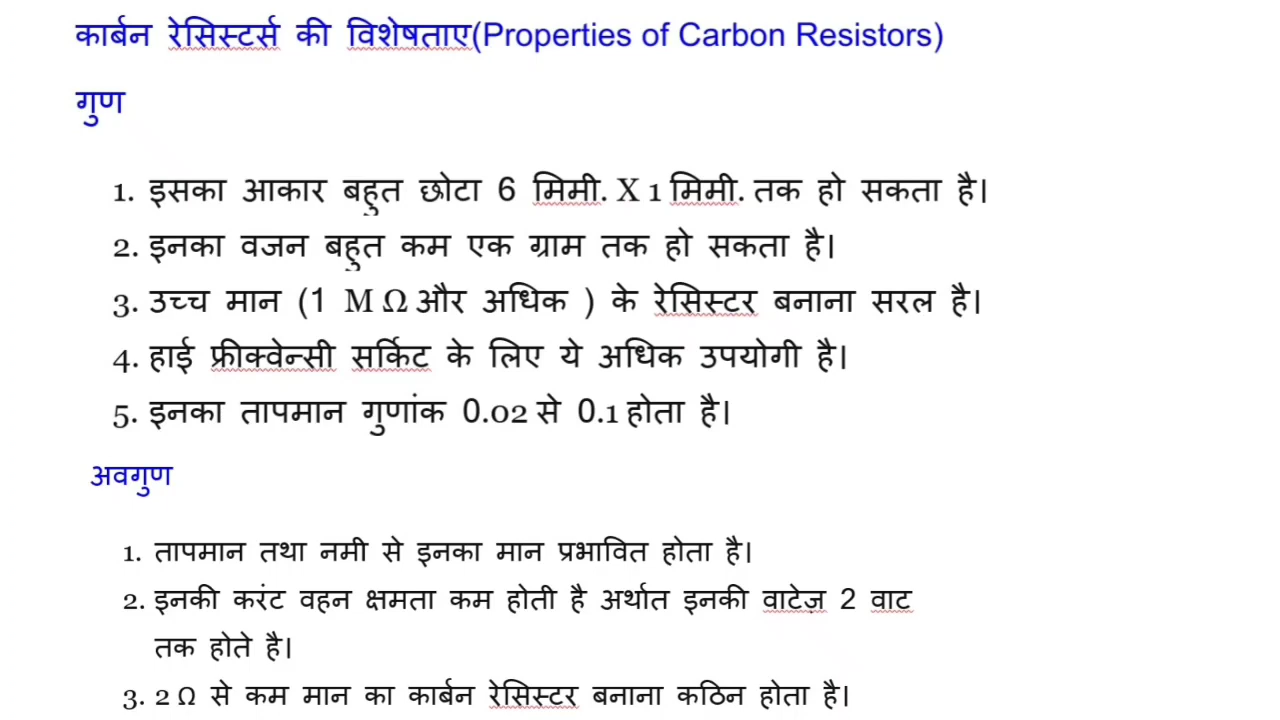 कार्बन रेसिस्टर्स की विशेषताए(Properties of Carbon Resistors)
गुण
1. इसका आकार बहुत छोटा 6 मिमी. X 1 मिमी. तक हो सकता है।
2. इनका वजन बहुत कम एक ग्राम तक हो सकता है।
3. उच्च मान (1 M Ω और अधिक ) के रेसिस्टर बनाना सरल है।
4. हाई फ्रीक्वेन्सी सर्किट के लिए ये अधिक उपयोगी है।
5. इनका तापमान गुणांक 0.02 से 0.1 होता है।
अवगुण
1. तापमान तथा नमी से इनका मान प्रभावित होता है।
2. इनकी करंट वहन क्षमता कम होती है अर्थात इनकी वाटेज़ 2 वाट
तक होते है।
3. 2 Ω से कम मान का कार्बन रेसिस्टर बनाना कठिन होता है।